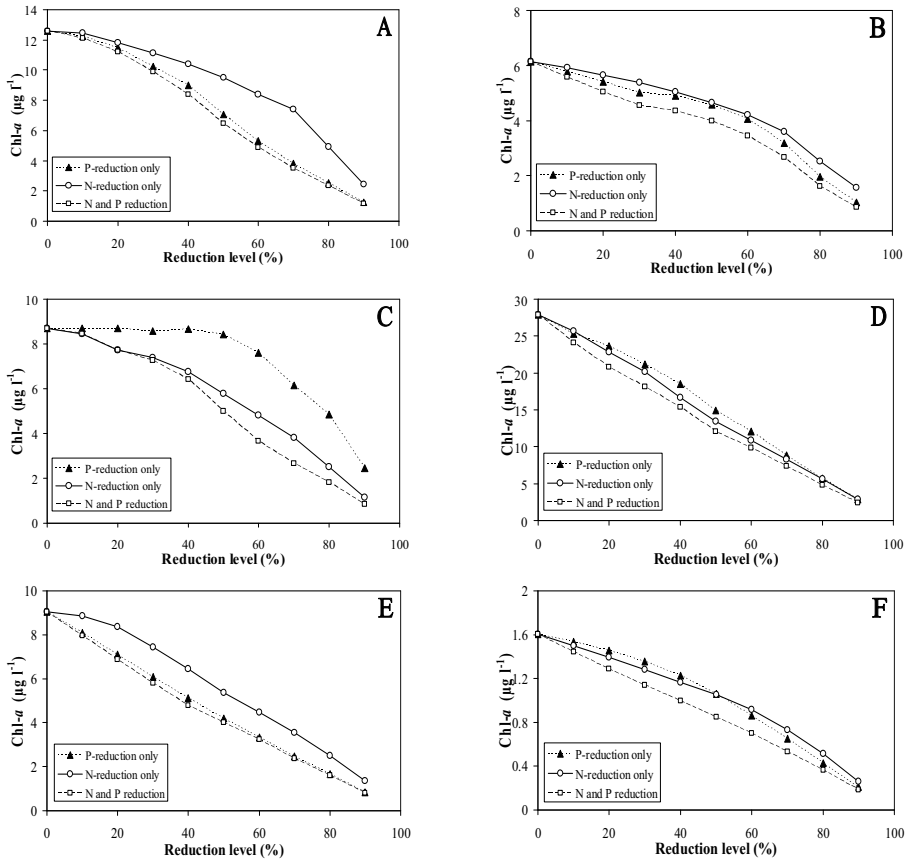 A
Chl-a (µg l⁻¹)
14
12
10
8
6
4
2
0
P-reduction only
N-reduction only
N and P reduction
0 20 40 60 80 100
Reduction level (%)
B
Chl-a (µg l⁻¹)
8
6
4
2
0
P-reduction only
N-reduction only
N and P reduction
0 20 40 60 80 100
Reduction level (%)
C
Chl-a (µg l⁻¹)
10
8
6
4
2
0
P-reduction only
N-reduction only
N and P reduction
0 20 40 60 80 100
Reduction level (%)
D
Chl-a (µg l⁻¹)
30
25
20
15
10
5
0
P-reduction only
N-reduction only
N and P reduction
0 20 40 60 80 100
Reduction level (%)
E
Chl-a (µg l⁻¹)
10
8
6
4
2
0
P-reduction only
N-reduction only
N and P reduction
0 20 40 60 80 100
Reduction level (%)
F
Chl-a (µg l⁻¹)
2
1.6
1.2
0.8
0.4
0
P-reduction only
N-reduction only
N and P reduction
0 20 40 60 80 100
Reduction level (%)